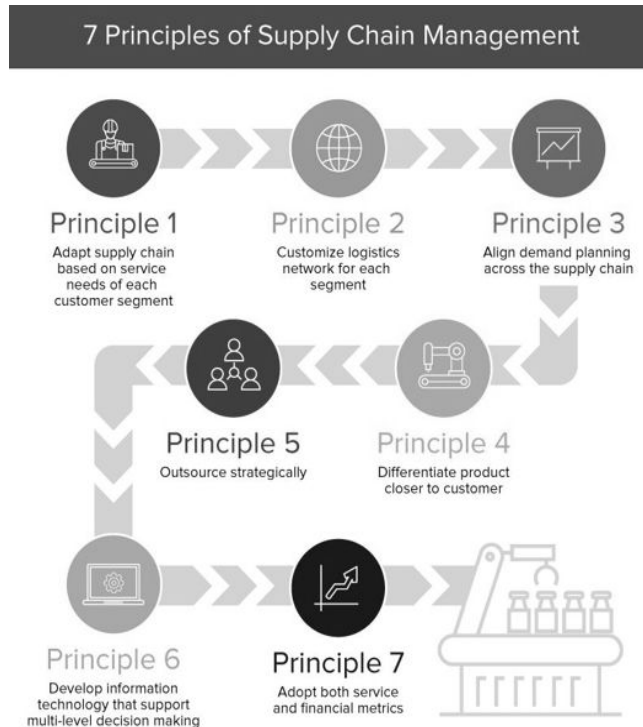 7 Principles of Supply Chain Management
Principle 1
Adapt supply chain
based on service
needs of each
customer segment
Principle 2
Customize logistics
network for each
segment
Principle 3
Align demand planning
across the supply chain
Principle 5
Outsource strategically
Principle 4
Differentiate product
closer to customer
Principle 6
Develop information
technology that support
multi-level decision making
Principle 7
Adopt both service
and financial metrics